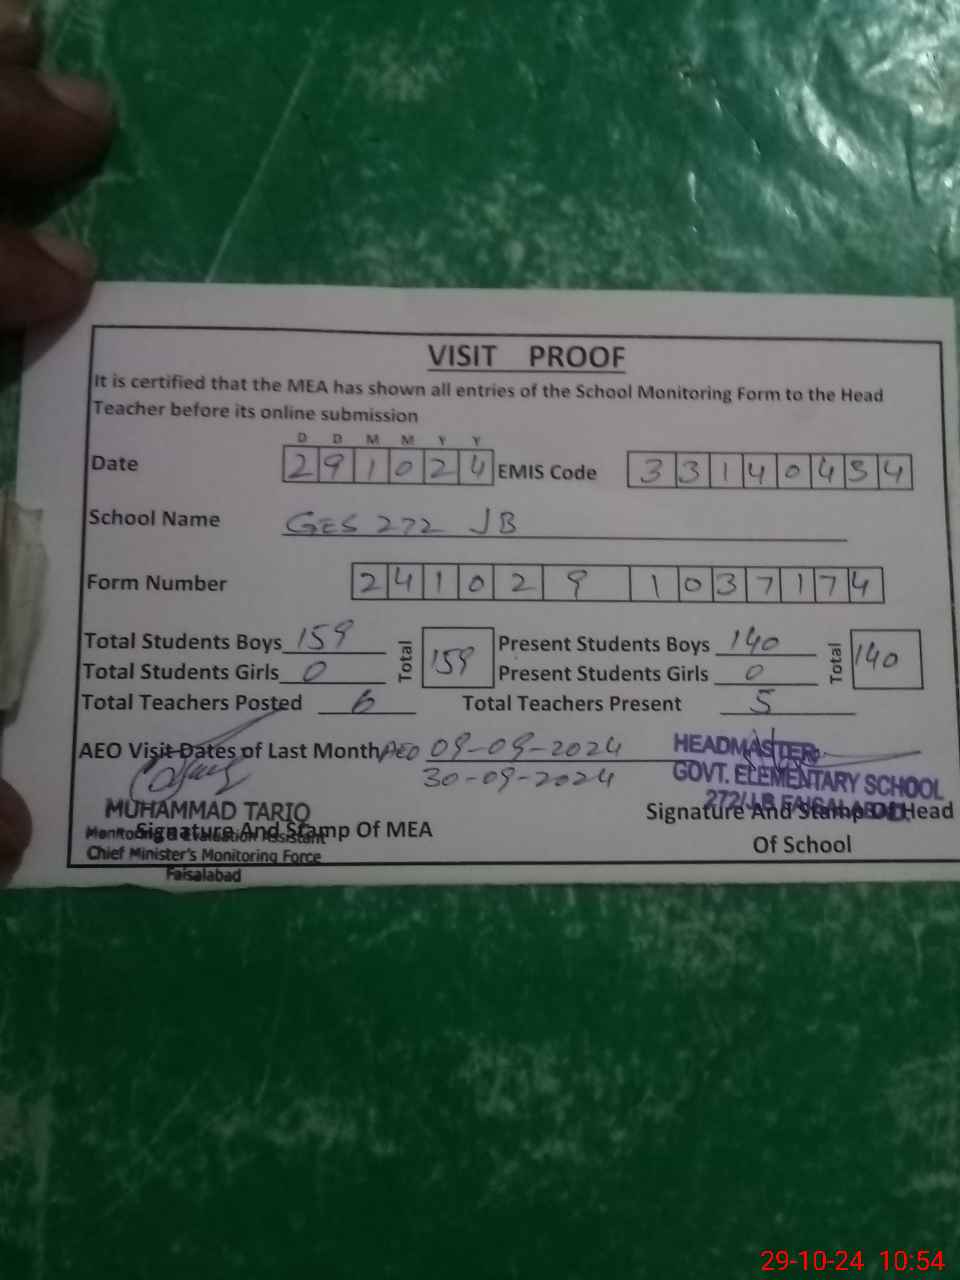 VISIT PROOF
It is certified that the MEA has shown all entries of the School Monitoring Form to the Head
Teacher before its online submission
D D M M Y Y
Date 2 9 1 0 2 4 EMIS Code 3 3 1 4 0 4 5 4
School Name GES 272 JB
Form Number 2 4 1 0 2 9 1 0 3 7 1 7 4
Total Students Boys 159 Total 159 Present Students Boys 140 Total 140
Total Students Girls 0 Present Students Girls 0
Total Teachers Posted 6 Total Teachers Present 5
AEO Visit Dates of Last Month AEO 09-09-2024
30-09-2024
HEADMASTER
GOVT. ELEMENTARY SCHOOL
272/ FAISALABAD
MUHAMMAD TARIQ
Signature And Stamp Of MEA
Monitoring & Evaluation Assistant
Chief Minister's Monitoring Force
Faisalabad
Signature And Stamp Of Head
Of School
29-10-24 10:54